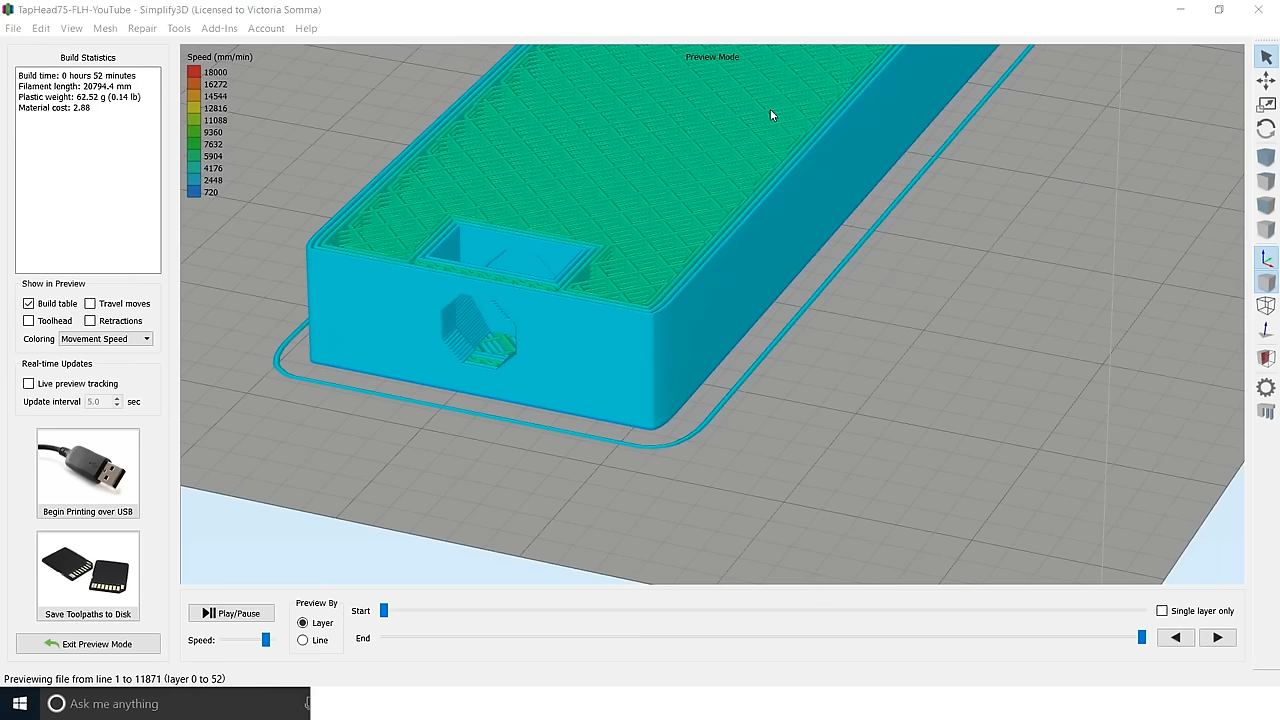 TapHead75-FLH-YouTube - Simplify3D (Licensed to Victoria Somma)
File Edit View Mesh Repair Tools Add-Ins Account Help
Build Statistics
Build time: 0 hours 52 minutes
Filament length: 20794.4 mm
Plastic weight: 62.52 g (0.14 lb)
Material cost: 2.88
Show in Preview
Build table Travel moves
Toolhead Retractions
Coloring Movement Speed
Real-time Updates
Live preview tracking
Update interval 5.0 sec
Begin Printing over USB
Save Toolpaths to Disk
Exit Preview Mode
Speed (mm/min)
18000
16272
14544
12816
11088
9360
7632
5904
4176
2448
720
Preview Mode
Play/Pause
Speed:
Preview By
Layer
Line
Start
End
Single layer only
Previewing file from line 1 to 11871 (layer 0 to 52)
Ask me anything